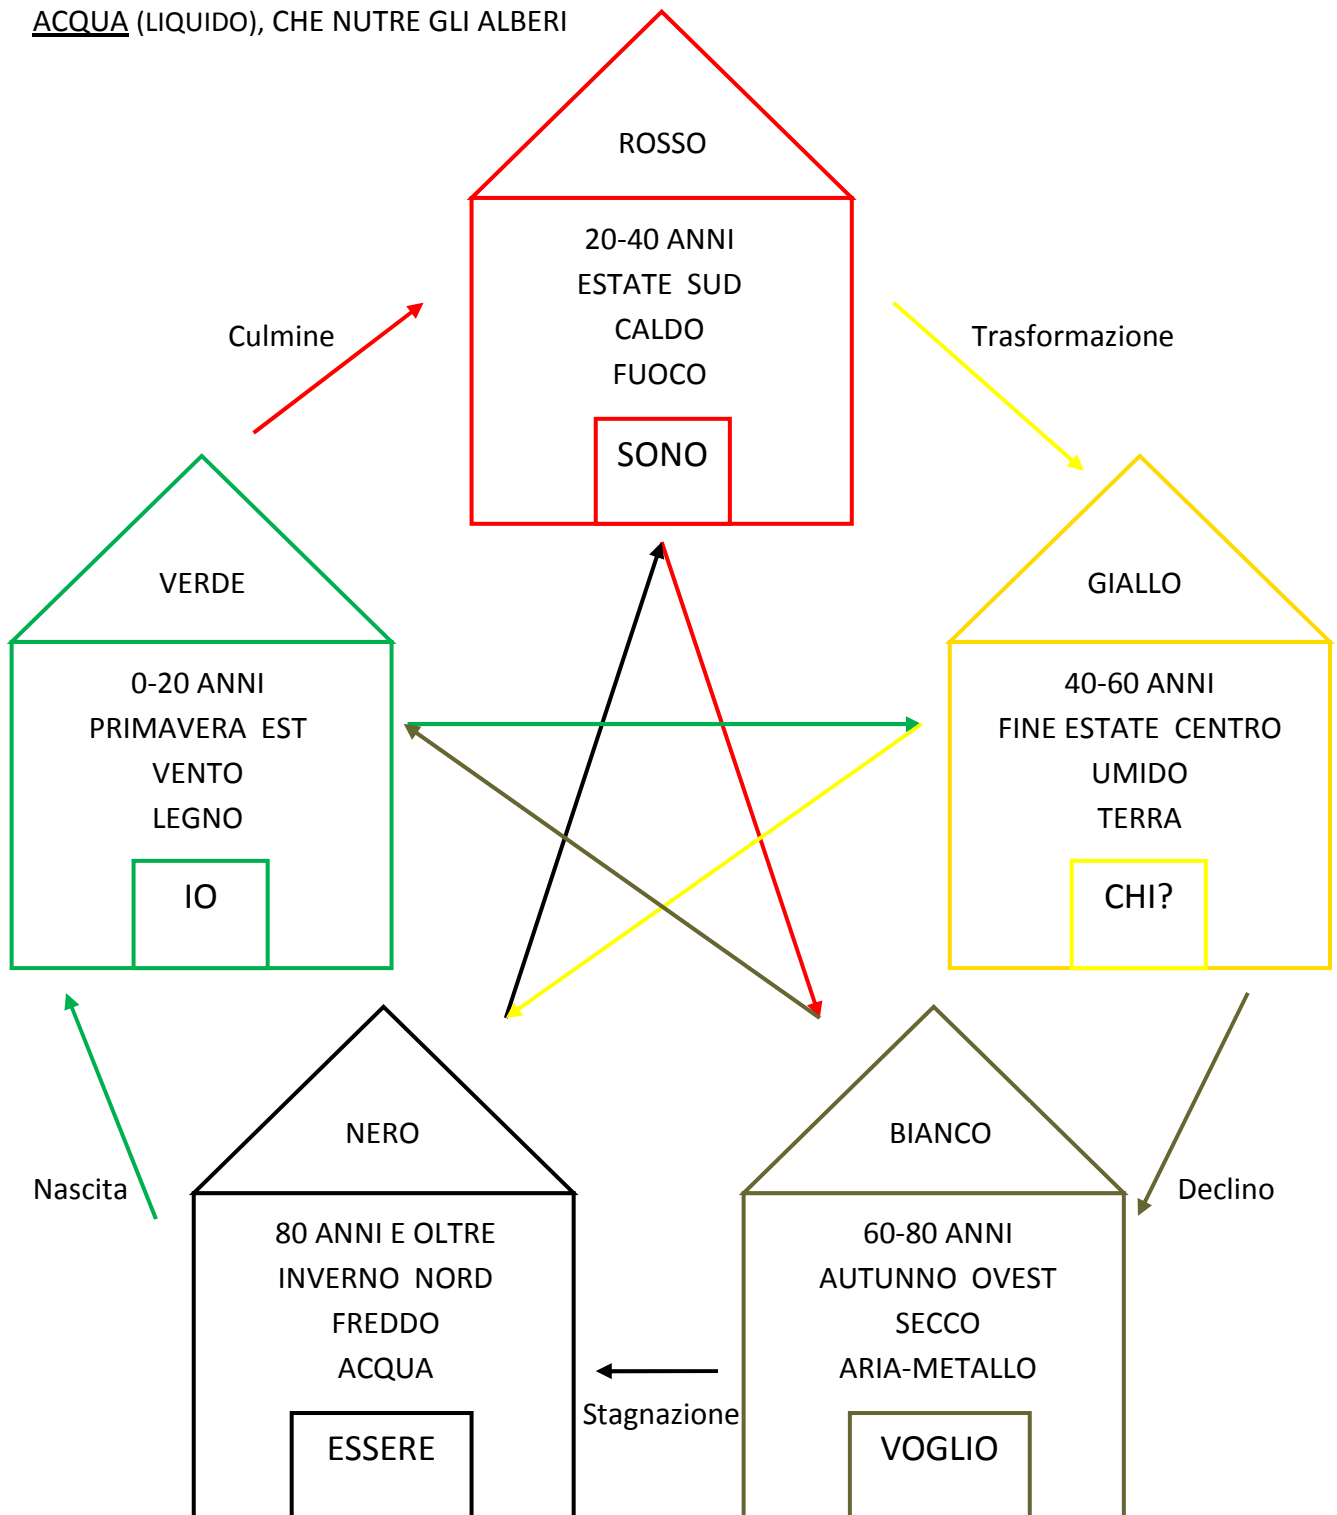 ACQUA (LIQUIDO), CHE NUTRE GLI ALBERI
ROSSO
20-40 ANNI
ESTATE SUD
CALDO
FUOCO
SONO
Culmine
Trasformazione
VERDE
0-20 ANNI
PRIMAVERA EST
VENTO
LEGNO
IO
GIALLO
40-60 ANNI
FINE ESTATE CENTRO
UMIDO
TERRA
CHI?
Nascita
NERO
80 ANNI E OLTRE
INVERNO NORD
FREDDO
ACQUA
ESSERE
Stagnazione
BIANCO
60-80 ANNI
AUTUNNO OVEST
SECCO
ARIA-METALLO
VOGLIO
Declino